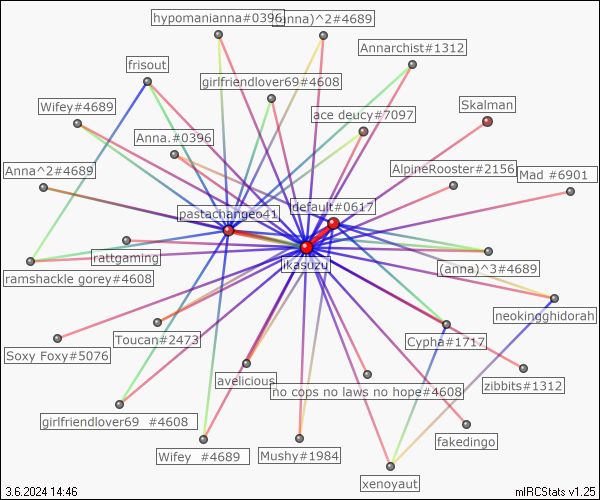 hypomanianna#0396
(anna)^2#4689
Annarchist#1312
frisout
girlfriendlover69#4608
Wifey#4689
ace deucy#7097
Skalman
Anna.#0396
Anna^2#4689
AlpineRooster#2156
Mad #6901
pastachangeo41
default#0617
rattgaming
ikasuzu
(anna)^3#4689
ramshackle gorey#4608
neokingghidorah
Toucan#2473
Cypha#1717
Soxy Foxy#5076
avelicious
no cops no laws no hope#4608
zibbits#1312
girlfriendlover69 #4608
fakedingo
Wifey #4689
Mushy#1984
xenoyaut
3.6.2024 14:46
mIRCStats v1.25